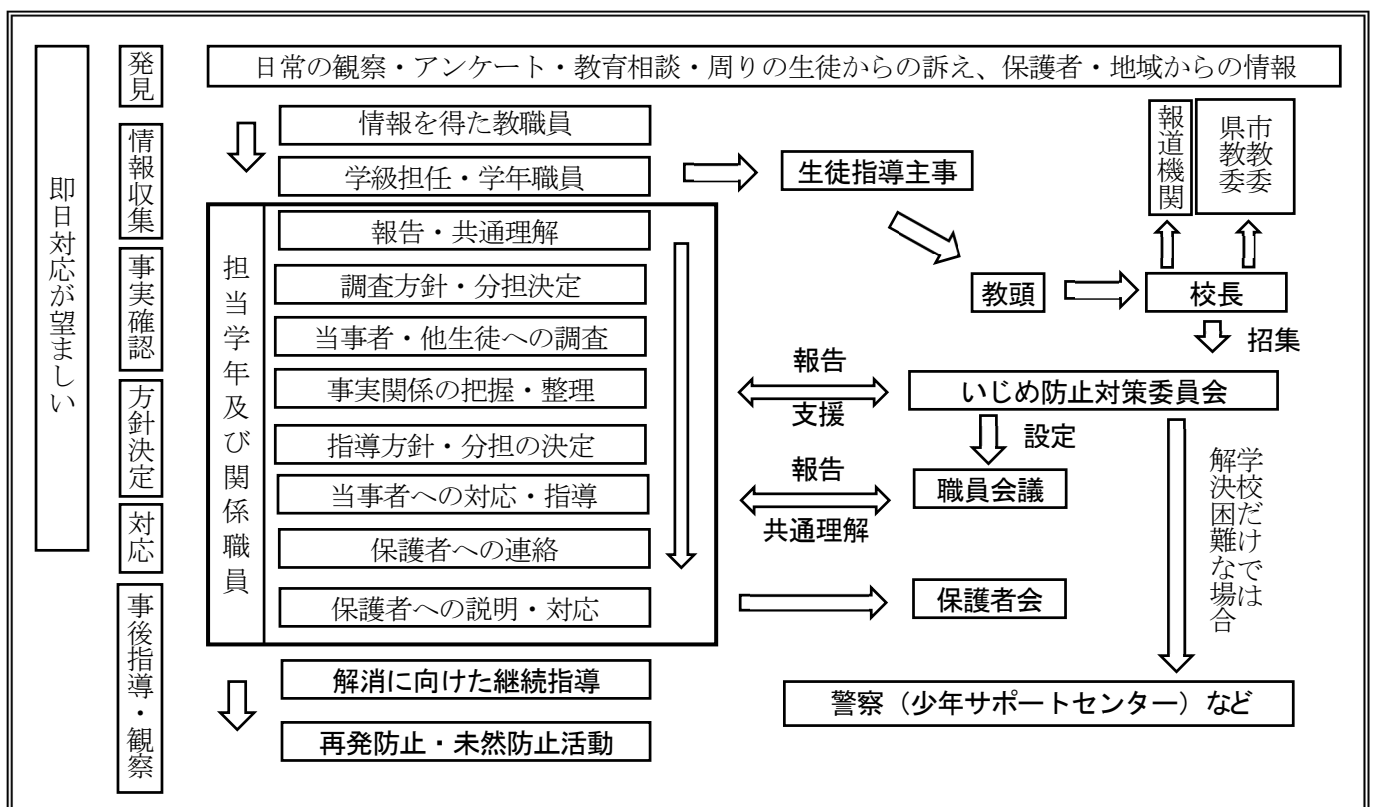 即日対応が望ましい
発見
情報収集
事実確認
方針決定
対応
事後指導・観察
日常の観察・アンケート・教育相談・周りの生徒からの訴え、保護者・地域からの情報
情報を得た教職員
学級担任・学年職員
担当学年及び関係職員
報告・共通理解
調査方針・分担決定
当事者・他生徒への調査
事実関係の把握・整理
指導方針・分担の決定
当事者への対応・指導
保護者への連絡
保護者への説明・対応
解消に向けた継続指導
再発防止・未然防止活動
生徒指導主事
教頭
校長
報道機関
市教委
県教委
招集
いじめ防止対策委員会
報告
支援
設定
職員会議
報告
共通理解
保護者会
学校だけでは
解決困難な場合
警察（少年サポートセンター）など